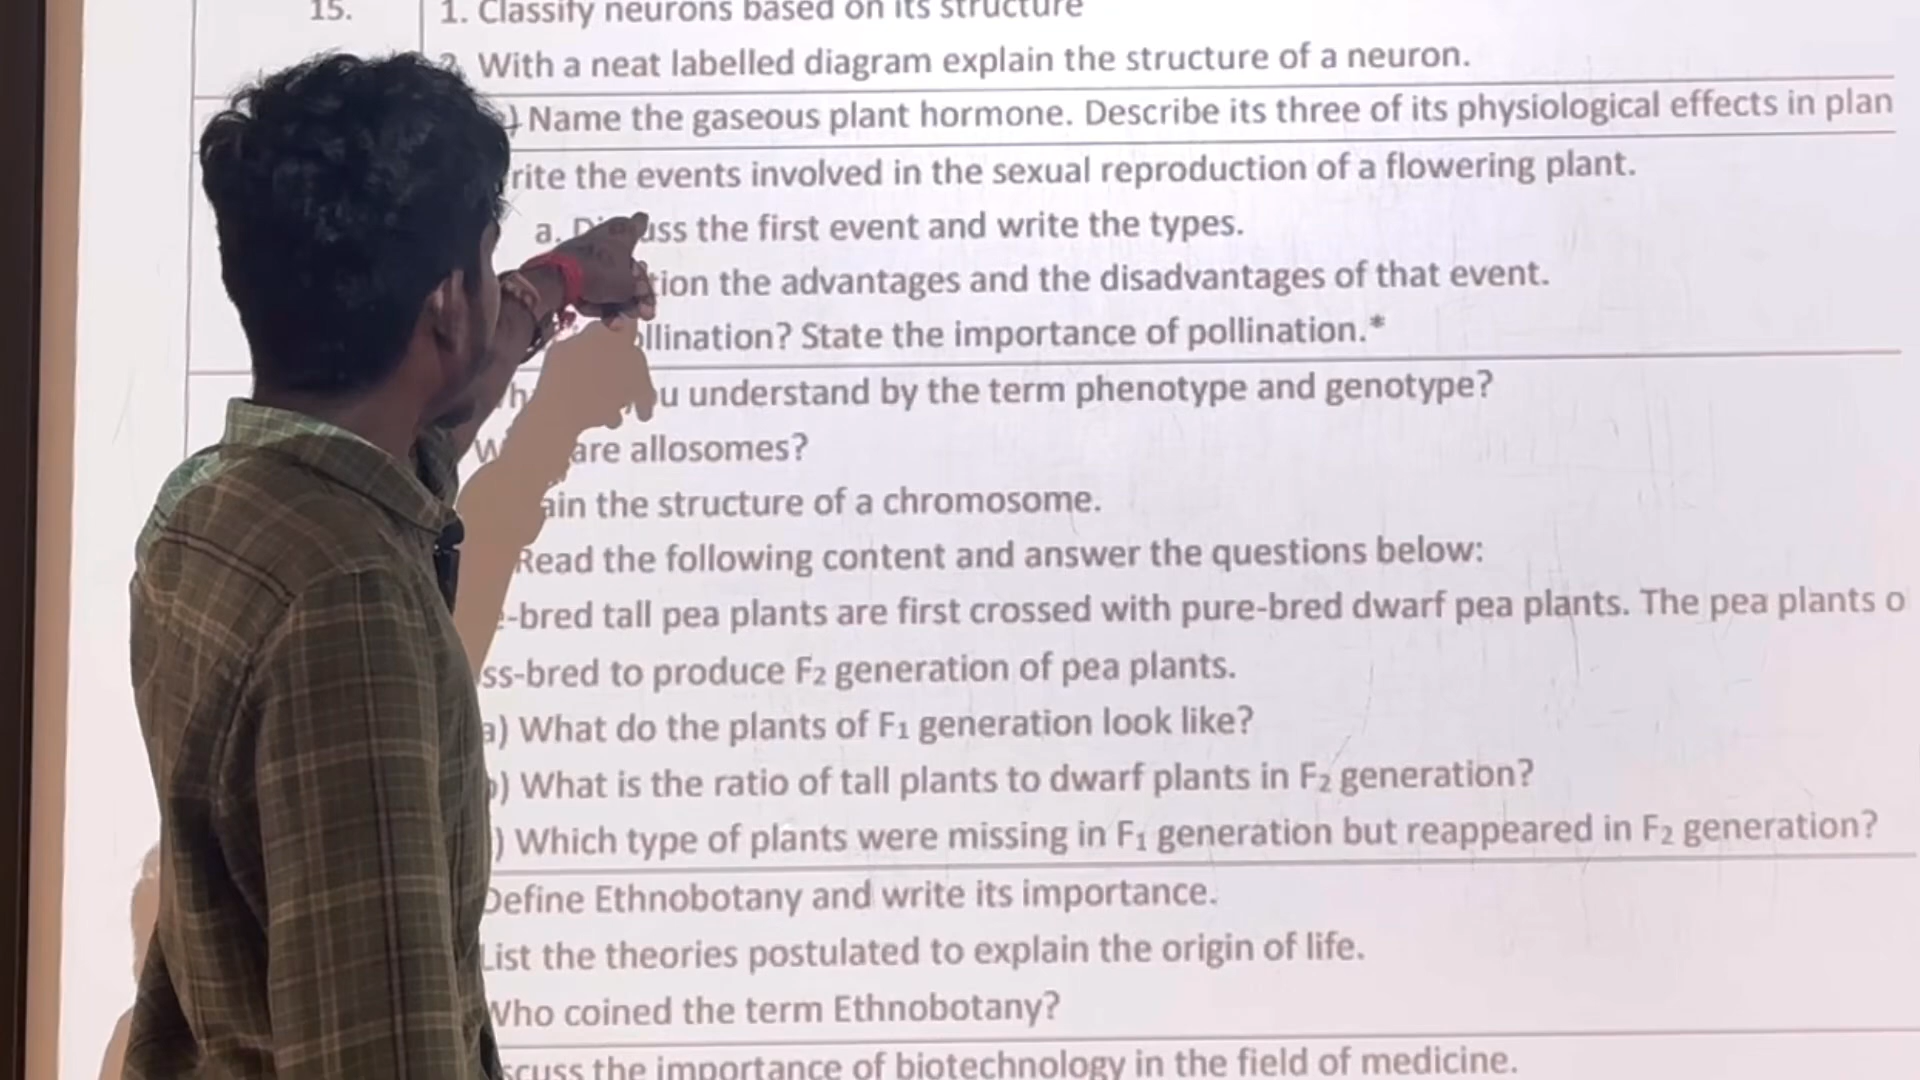 15. 1. Classify neurons based on its structure
2. With a neat labelled diagram explain the structure of a neuron.
) Name the gaseous plant hormone. Describe its three of its physiological effects in plan
rite the events involved in the sexual reproduction of a flowering plant.
a. Discuss the first event and write the types.
tion the advantages and the disadvantages of that event.
ollination? State the importance of pollination.*
u understand by the term phenotype and genotype?
are allosomes?
ain the structure of a chromosome.
Read the following content and answer the questions below:
-bred tall pea plants are first crossed with pure-bred dwarf pea plants. The pea plants o
ss-bred to produce F2 generation of pea plants.
a) What do the plants of F1 generation look like?
b) What is the ratio of tall plants to dwarf plants in F2 generation?
) Which type of plants were missing in F1 generation but reappeared in F2 generation?
Define Ethnobotany and write its importance.
List the theories postulated to explain the origin of life.
Who coined the term Ethnobotany?
scuss the importance of biotechnology in the field of medicine.